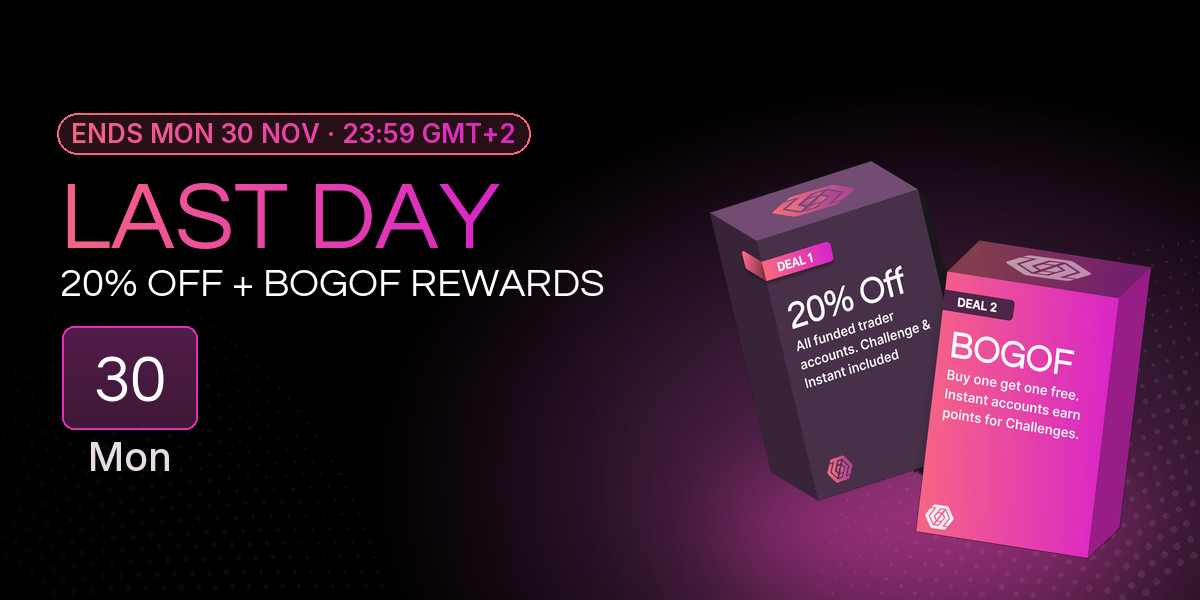 ENDS MON 30 NOV · 23:59 GMT+2
LAST DAY
20% OFF + BOGOF REWARDS
30
Mon
DEAL 1
20% Off
All funded trader
accounts. Challenge &
Instant included
DEAL 2
BOGOF
Buy one get one free.
Instant accounts earn
points for Challenges.